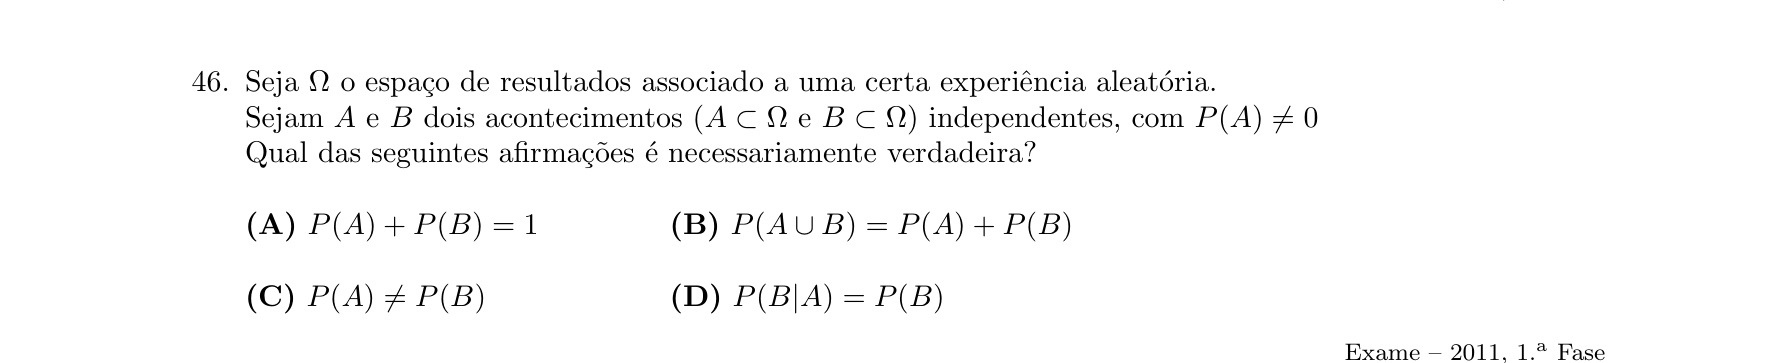 46. Seja Ω o espaço de resultados associado a uma certa experiência aleatória.
Sejam A e B dois acontecimentos (A ⊂ Ω e B ⊂ Ω) independentes, com P(A) ≠ 0
Qual das seguintes afirmações é necessariamente verdadeira?
(A) P(A) + P(B) = 1 (B) P(A ∪ B) = P(A) + P(B)
(C) P(A) ≠ P(B) (D) P(B|A) = P(B)
Exame – 2011, 1.ª Fase